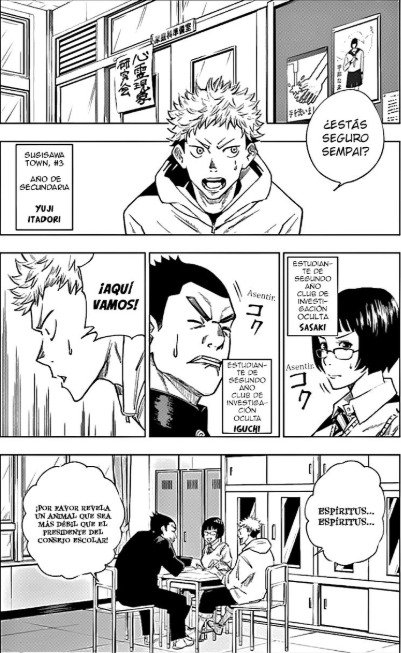 心霊現象
研究会
¿ESTÁS
SEGURO
SEMPAI?
SUGISAWA
TOWN, #3
AÑO DE
SECUNDARIA
YUJI
ITADORI
ESTUDIAN-
TE DE
SEGUNDO
AÑO
CLUB DE
INVESTI-
GACIÓN
OCULTA
SASAKI
Asentir.
コク
Asentir.
コク
ESTUDIAN-
TE DE
SEGUNDO
AÑO
CLUB DE
INVESTIGA-
CIÓN
OCULTA
IGUCHI
¡AQUÍ
VAMOS!
ESPÍRITUS...
ESPÍRITUS...
¡POR FAVOR REVELA
UN ANIMAL QUE SEA
MÁS DÉBIL QUE EL
PRESIDENTE DEL
CONSEJO ESCOLAR!